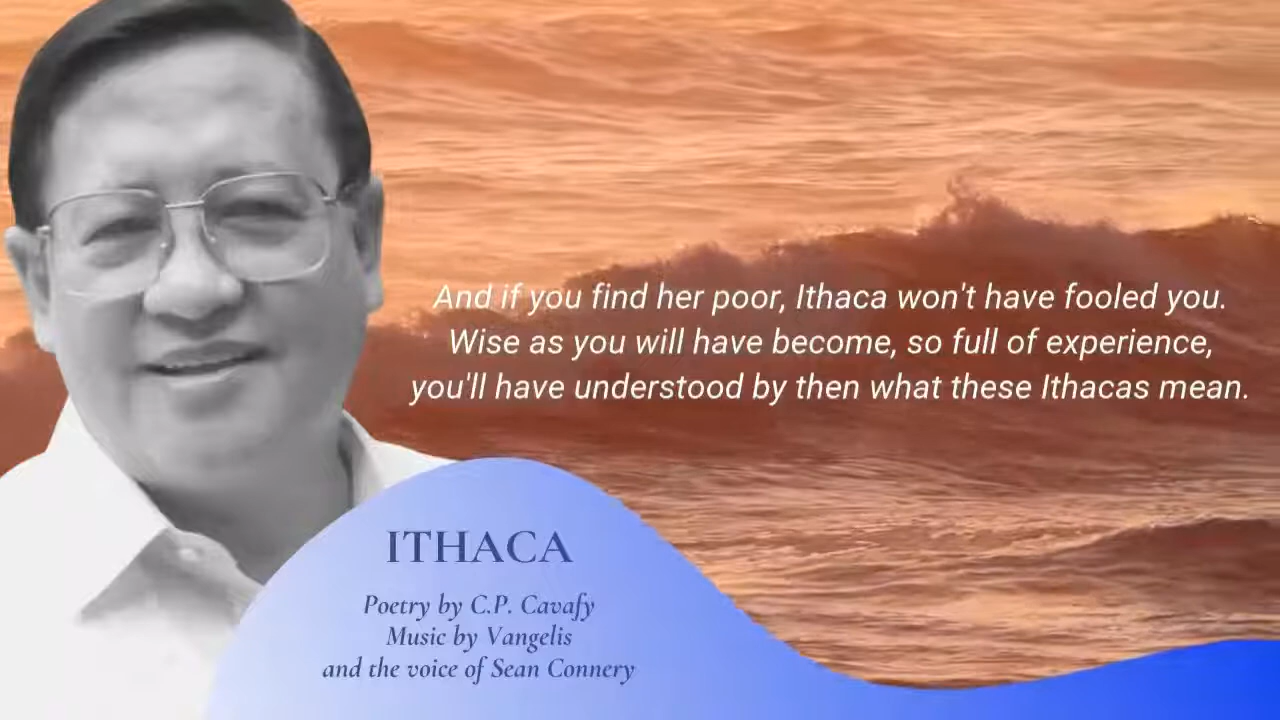 And if you find her poor, Ithaca won't have fooled you.
Wise as you will have become, so full of experience,
you'll have understood by then what these Ithacas mean.
ITHACA
Poetry by C.P. Cavafy
Music by Vangelis
and the voice of Sean Connery